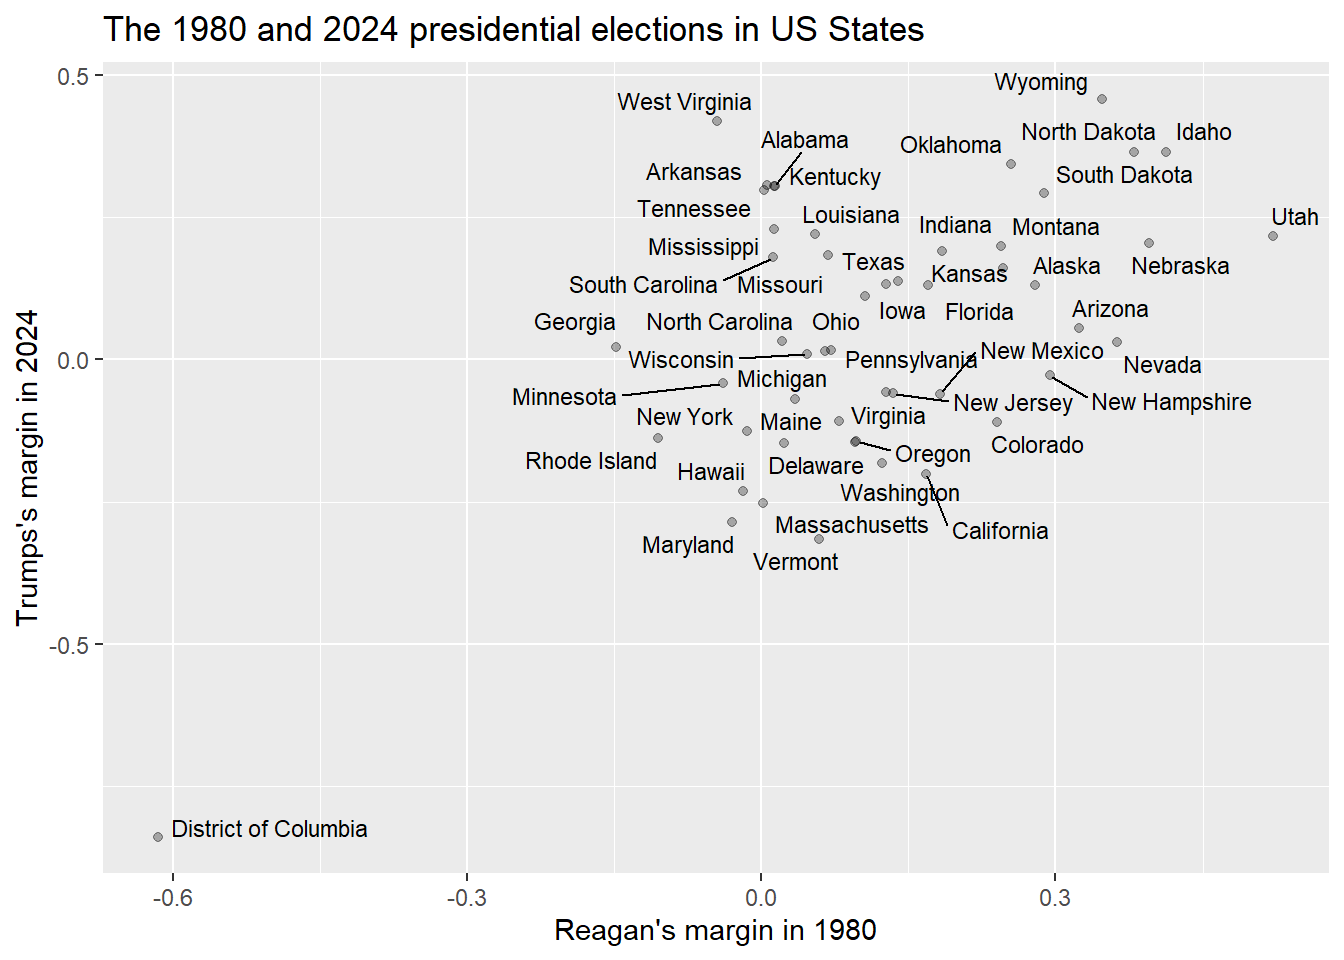 The 1980 and 2024 presidential elections in US States
Trumps's margin in 2024
0.5
0.0
-0.5
Wyoming
West Virginia
Alabama
North Dakota
Idaho
Oklahoma
Arkansas
Kentucky
South Dakota
Tennessee
Louisiana
Utah
Indiana
Montana
Mississippi
Texas
Kansas
Alaska
Nebraska
South Carolina
Missouri
Iowa
Florida
Arizona
Georgia
North Carolina
Ohio
Wisconsin
Pennsylvania
New Mexico
Nevada
Michigan
Minnesota
New Jersey
New Hampshire
New York
Maine
Virginia
Colorado
Rhode Island
Oregon
Hawaii
Delaware
Washington
Massachusetts
California
Maryland
Vermont
District of Columbia
-0.6
-0.3
0.0
0.3
Reagan's margin in 1980